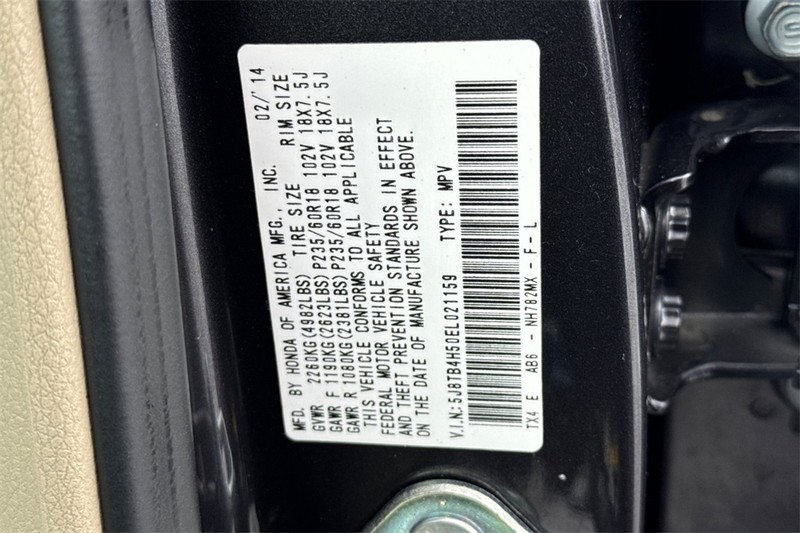 MFD. BY HONDA OF AMERICA MFG., INC. 02/'14
GVWR 2260KG(4982LBS) TIRE SIZE RIM SIZE
GAWR F 1190KG(2623LBS)P235/60R18 102V 18X7.5J
GAWR R 1080KG(2381LBS)P235/60R18 102V 18X7.5J
THIS VEHICLE CONFORMS TO ALL APPLICABLE
FEDERAL MOTOR VEHICLE SAFETY
AND THEFT PREVENTION STANDARDS IN EFFECT
ON THE DATE OF MANUFACTURE SHOWN ABOVE.
V.I.N.:5J8TB4H50EL021159 TYPE: MPV
TX4 E AB6 - NH782MX - F - L